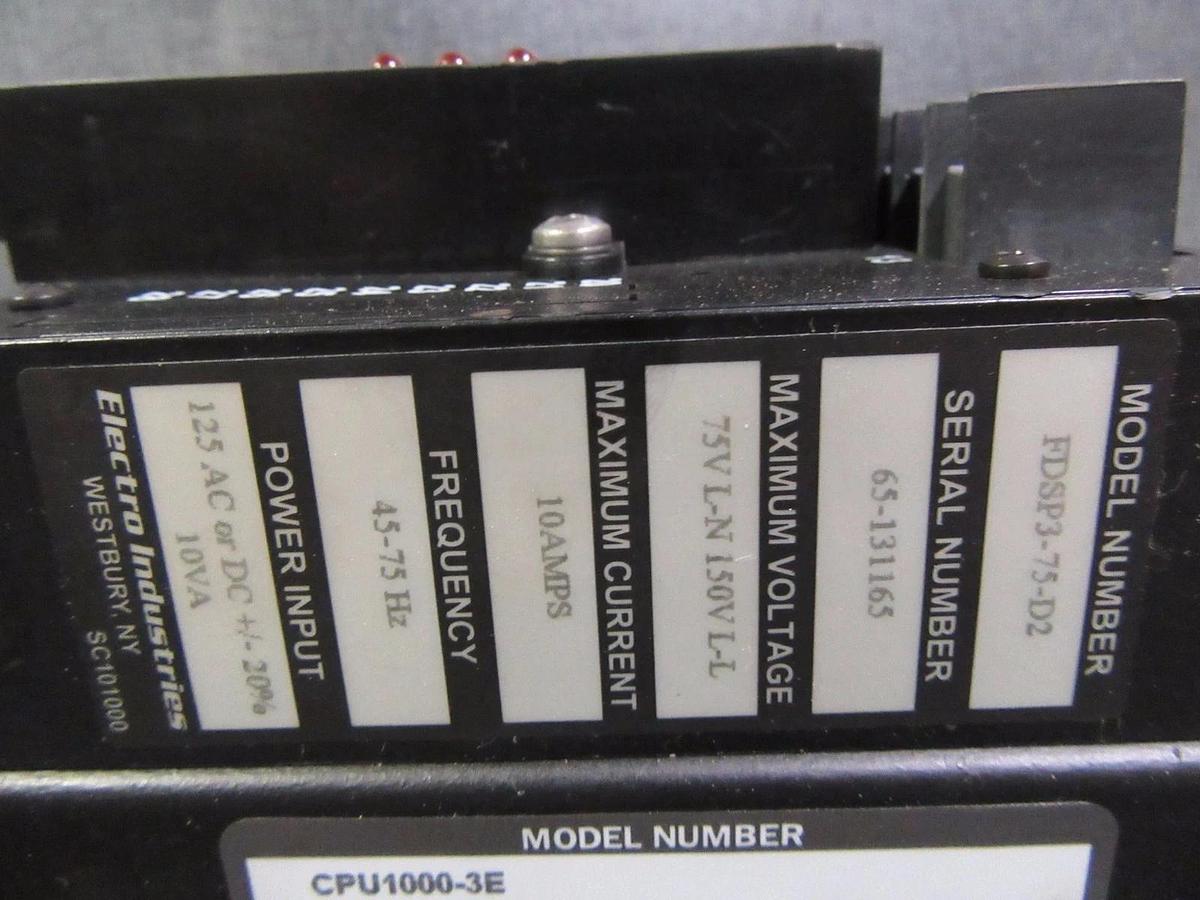 MODEL NUMBER
FDSP3-75-D2
SERIAL NUMBER
65-131165
MAXIMUM VOLTAGE
75V L-N 150V L-L
MAXIMUM CURRENT
10AMPS
FREQUENCY
45-75 Hz
POWER INPUT
125 AC or DC +/- 20%
10VA
Electro Industries
WESTBURY, NY SC101000
MODEL NUMBER
CPU1000-3E